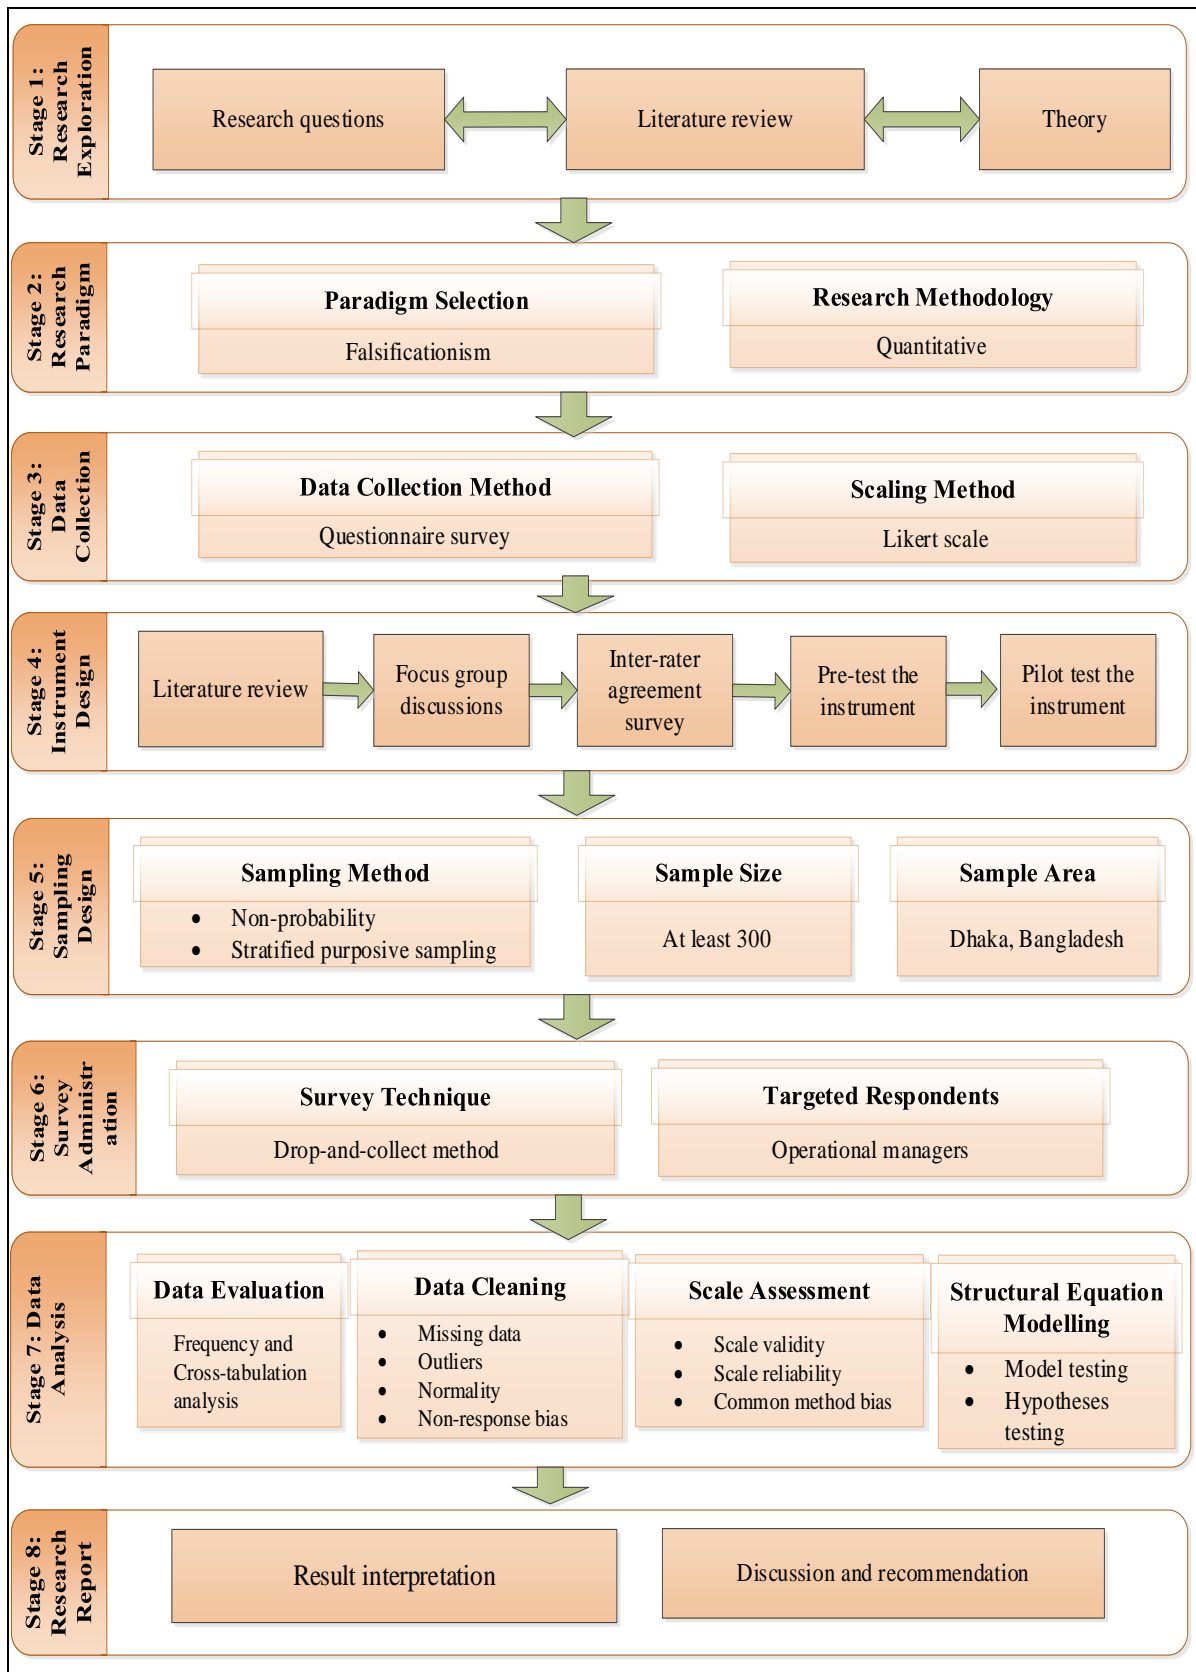 Stage 1:
Research
Exploration
Research questions
Literature review
Theory
Stage 2:
Research
Paradigm
Paradigm Selection
Falsificationism
Research Methodology
Quantitative
Stage 3:
Data
Collection
Data Collection Method
Questionnaire survey
Scaling Method
Likert scale
Stage 4:
Instrument
Design
Literature review
Focus group
discussions
Inter-rater
agreement
survey
Pre-test the
instrument
Pilot test the
instrument
Stage 5:
Sampling
Design
Sampling Method
• Non-probability
• Stratified purposive sampling
Sample Size
At least 300
Sample Area
Dhaka, Bangladesh
Stage 6:
Survey
Administr
ation
Survey Technique
Drop-and-collect method
Targeted Respondents
Operational managers
Stage 7: Data
Analysis
Data Evaluation
Frequency and
Cross-tabulation
analysis
Data Cleaning
• Missing data
• Outliers
• Normality
• Non-response bias
Scale Assessment
• Scale validity
• Scale reliability
• Common method bias
Structural Equation
Modelling
• Model testing
• Hypotheses
testing
Stage 8:
Research
Report
Result interpretation
Discussion and recommendation